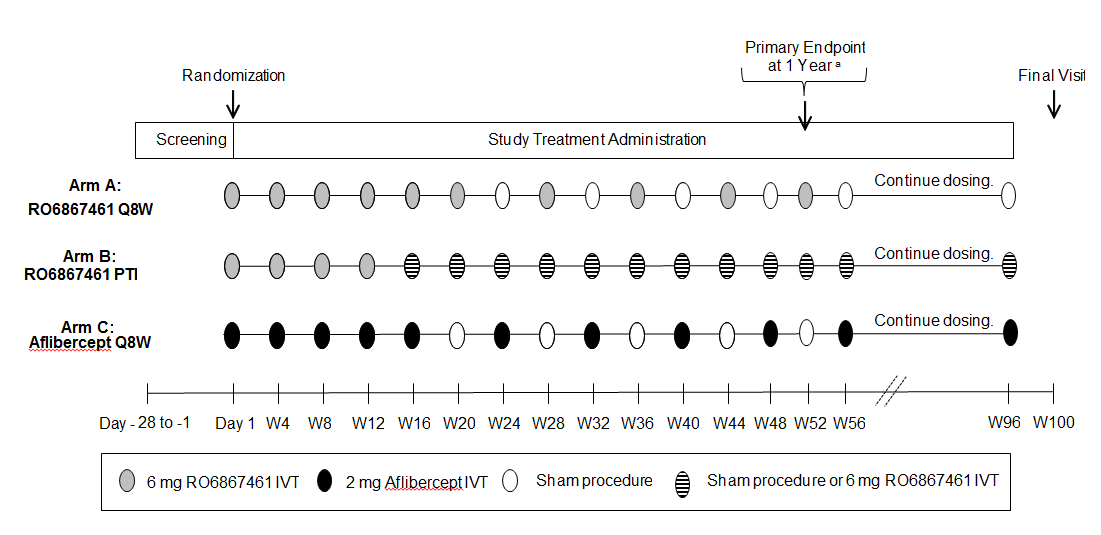 Primary Endpoint
at 1 Year a
Randomization
Final Visit
Screening
Study Treatment Administration
Arm A:
RO6867461 Q8W
Continue dosing.
Arm B:
RO6867461 PTI
Continue dosing.
Arm C:
Aflibercept Q8W
Continue dosing.
Day - 28 to -1 Day 1 W4 W8 W12 W16 W20 W24 W28 W32 W36 W40 W44 W48 W52 W56 W96 W100
6 mg RO6867461 IVT 2 mg Aflibercept IVT Sham procedure Sham procedure or 6 mg RO6867461 IVT